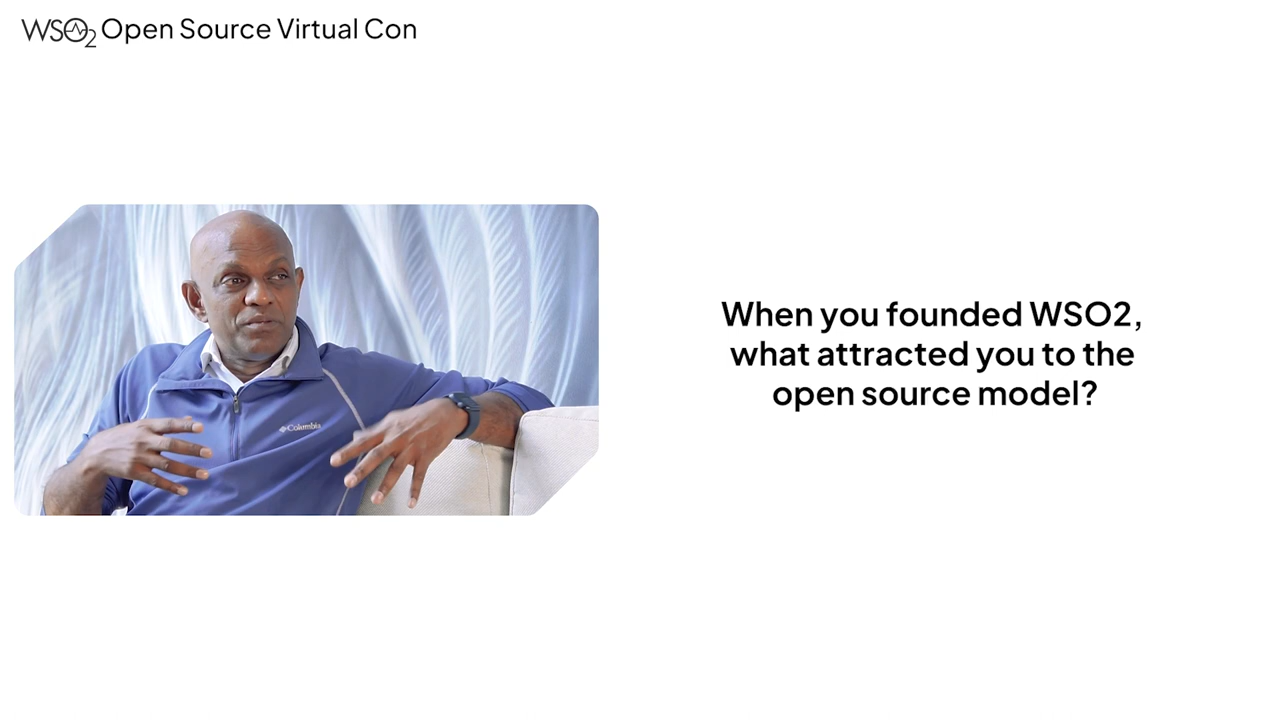 WSO2 Open Source Virtual Con
When you founded WSO2,
what attracted you to the
open source model?
Columbia